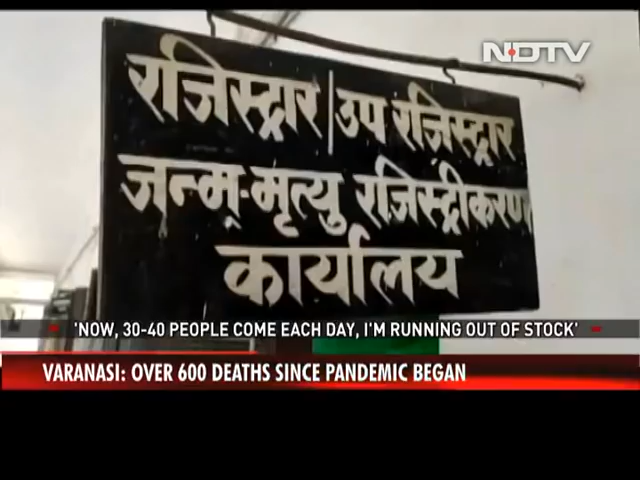 NDTV
रजिस्ट्रार|उप रजिस्ट्रार
जन्म-मृत्यु रजिस्ट्रीकरण
कार्यालय
'NOW, 30-40 PEOPLE COME EACH DAY, I'M RUNNING OUT OF STOCK'
VARANASI: OVER 600 DEATHS SINCE PANDEMIC BEGAN